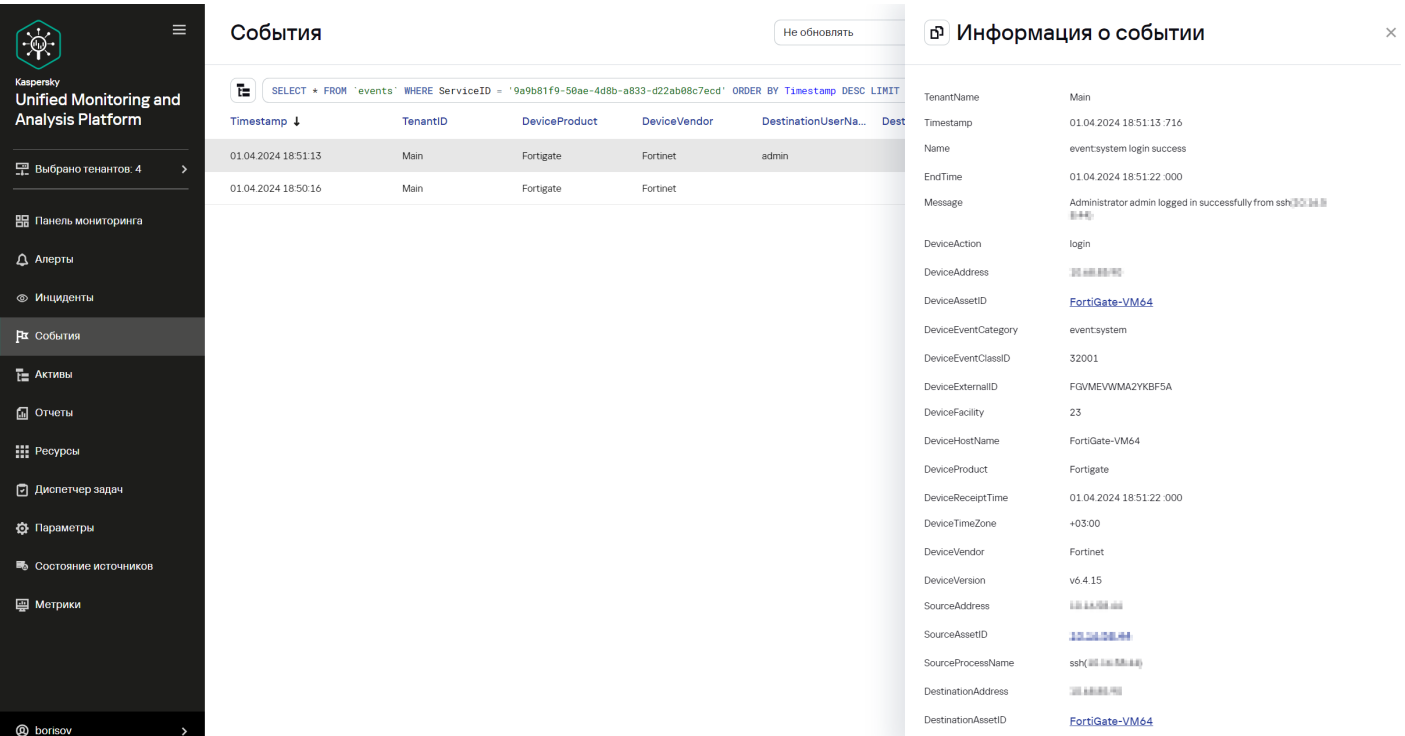 Kaspersky
Unified Monitoring and
Analysis Platform
Выбрано тенантов: 4
Панель мониторинга
Алерты
Инциденты
События
Активы
Отчеты
Ресурсы
Диспетчер задач
Параметры
Состояние источников
Метрики
borisov
События
Не обновлять
SELECT * FROM `events` WHERE ServiceID = '9a9b81f9-50ae-4d8b-a833-d22ab08c7ecd' ORDER BY Timestamp DESC LIMIT
Timestamp TenantID DeviceProduct DeviceVendor DestinationUserNa... Dest
01.04.2024 18:51:13 Main Fortigate Fortinet admin
01.04.2024 18:50:16 Main Fortigate Fortinet
Информация о событии
TenantName Main
Timestamp 01.04.2024 18:51:13 :716
Name event:system login success
EndTime 01.04.2024 18:51:22 :000
Message Administrator admin logged in successfully from ssh
DeviceAction login
DeviceAddress
DeviceAssetID FortiGate-VM64
DeviceEventCategory event:system
DeviceEventClassID 32001
DeviceExternalID FGVMEVWMA2YKBF5A
DeviceFacility 23
DeviceHostName FortiGate-VM64
DeviceProduct Fortigate
DeviceReceiptTime 01.04.2024 18:51:22 :000
DeviceTimeZone +03:00
DeviceVendor Fortinet
DeviceVersion v6.4.15
SourceAddress
SourceAssetID
SourceProcessName ssh(
DestinationAddress
DestinationAssetID FortiGate-VM64